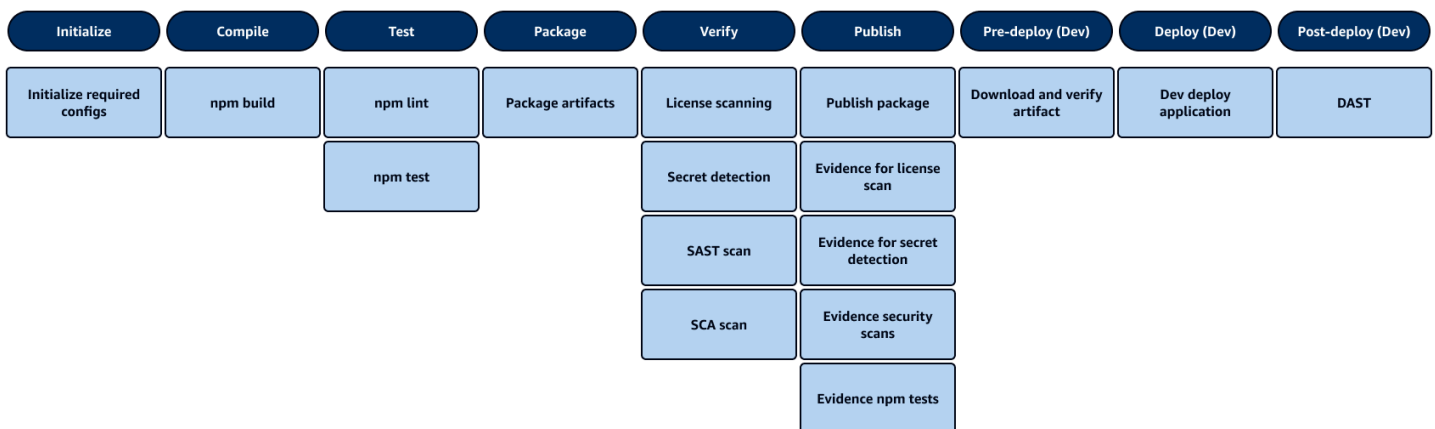 Initialize
Compile
Test
Package
Verify
Publish
Pre-deploy (Dev)
Deploy (Dev)
Post-deploy (Dev)
Initialize required
configs
npm build
npm lint
Package artifacts
License scanning
Publish package
Download and verify
artifact
Dev deploy
application
DAST
npm test
Secret detection
Evidence for license
scan
SAST scan
Evidence for secret
detection
SCA scan
Evidence security
scans
Evidence npm tests